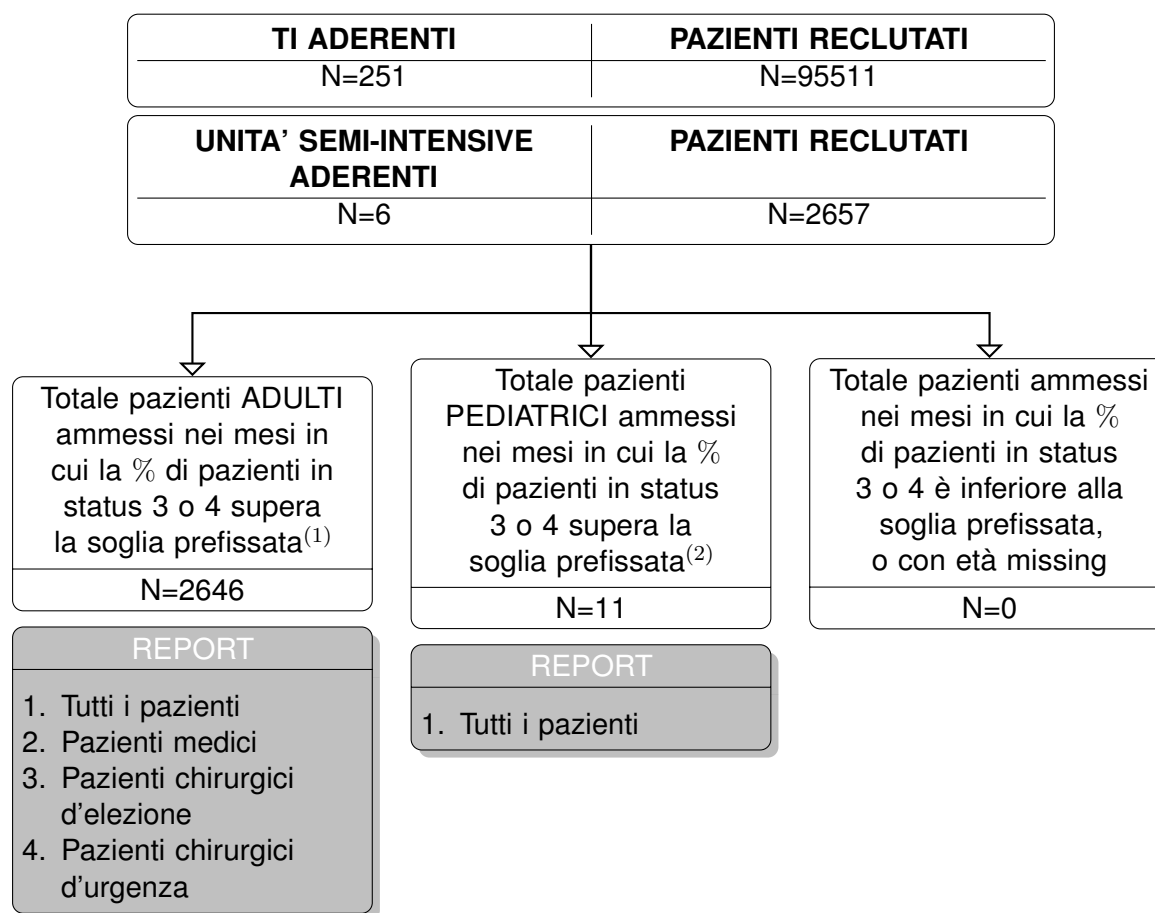 TI ADERENTI
PAZIENTI RECLUTATI
N=251
N=95511
UNITA' SEMI-INTENSIVE
ADERENTI
PAZIENTI RECLUTATI
N=6
N=2657
Totale pazienti ADULTI
ammessi nei mesi in
cui la % di pazienti in
status 3 o 4 supera
la soglia prefissata(1)
N=2646
REPORT
1. Tutti i pazienti
2. Pazienti medici
3. Pazienti chirurgici
d'elezione
4. Pazienti chirurgici
d'urgenza
Totale pazienti
PEDIATRICI ammessi
nei mesi in cui la %
di pazienti in status
3 o 4 supera la
soglia prefissata(2)
N=11
REPORT
1. Tutti i pazienti
Totale pazienti ammessi
nei mesi in cui la %
di pazienti in status
3 o 4 è inferiore alla
soglia prefissata,
o con età missing
N=0